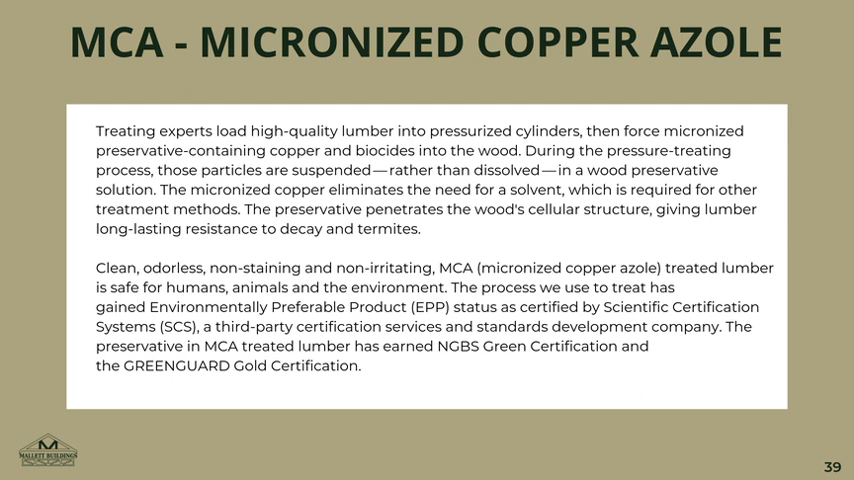 MCA - MICRONIZED COPPER AZOLE
Treating experts load high-quality lumber into pressurized cylinders, then force micronized
preservative-containing copper and biocides into the wood. During the pressure-treating
process, those particles are suspended—rather than dissolved—in a wood preservative
solution. The micronized copper eliminates the need for a solvent, which is required for other
treatment methods. The preservative penetrates the wood's cellular structure, giving lumber
long-lasting resistance to decay and termites.
Clean, odorless, non-staining and non-irritating, MCA (micronized copper azole) treated lumber
is safe for humans, animals and the environment. The process we use to treat has
gained Environmentally Preferable Product (EPP) status as certified by Scientific Certification
Systems (SCS), a third-party certification services and standards development company. The
preservative in MCA treated lumber has earned NGBS Green Certification and
the GREENGUARD Gold Certification.
M
MALLETT BUILDINGS
39